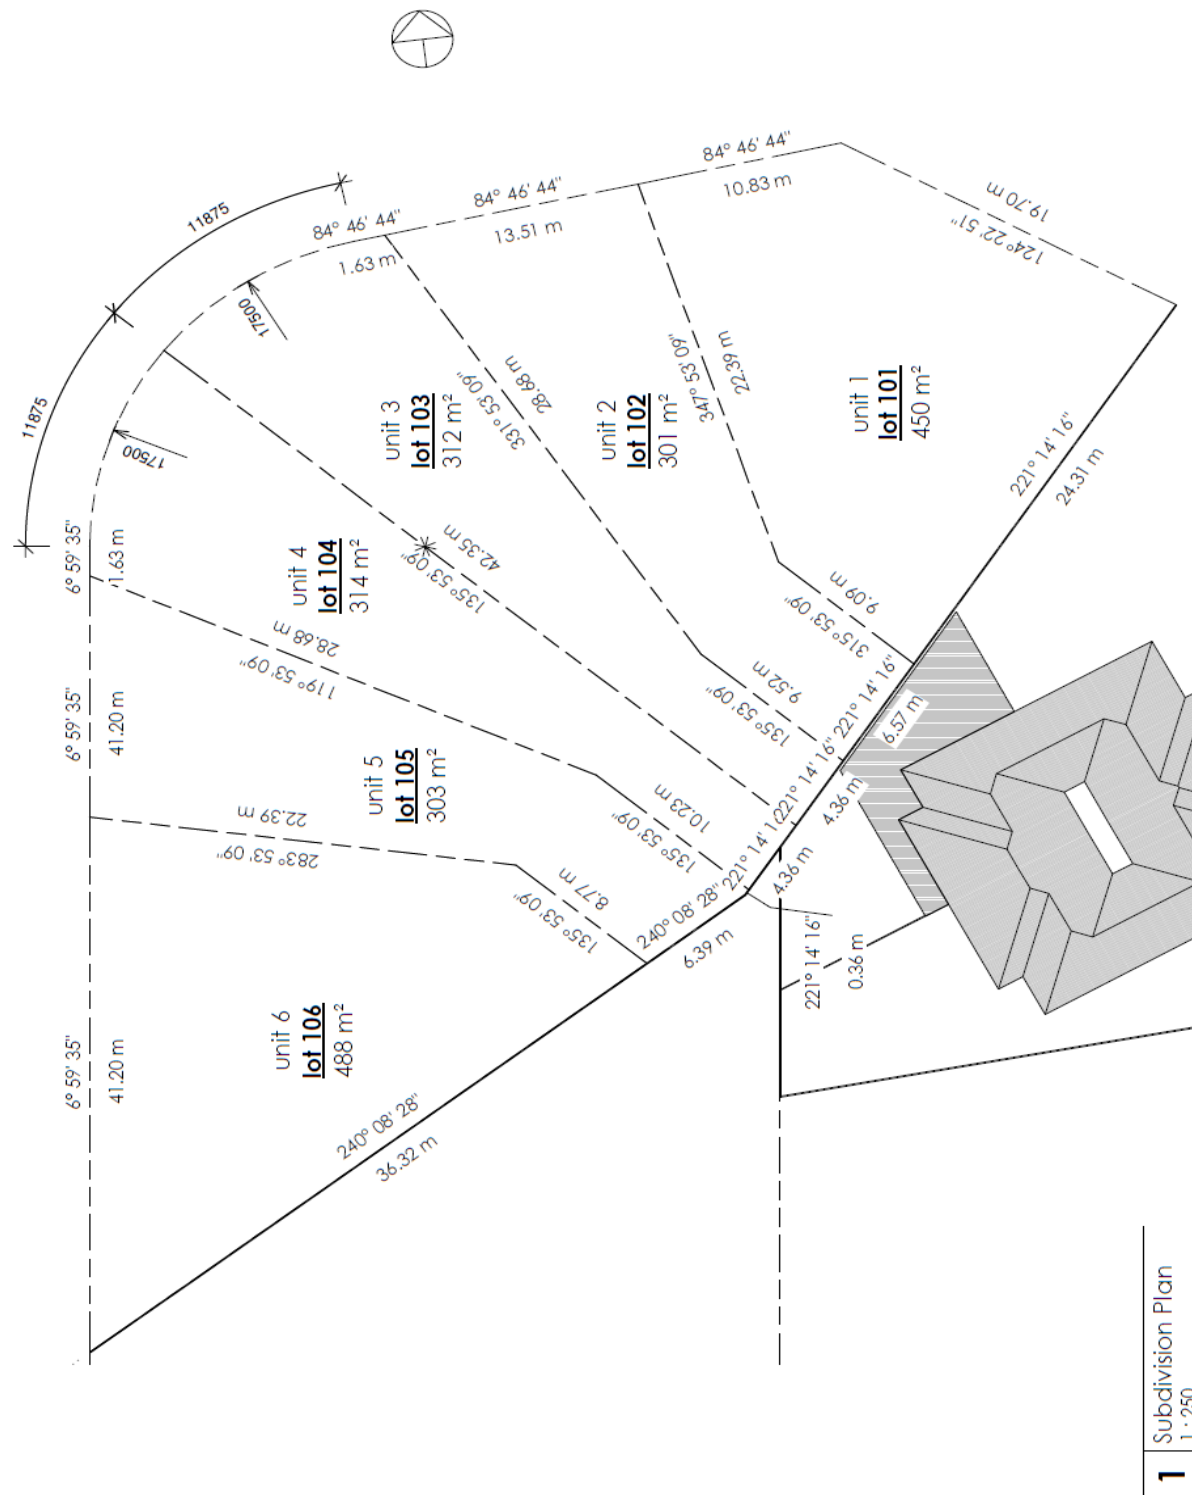 11875
11875
84° 46' 44"
10.83 m
84° 46' 44"
13.51 m
84° 46' 44"
1.63 m
17500
17500
19.70 m
124° 22' 51"
6° 59' 35"
1.63 m
28.68 m
331° 53' 09"
347° 53' 09"
22.39 m
unit 3
lot 103
312 m²
unit 2
lot 102
301 m²
unit 1
lot 101
450 m²
221° 14' 16"
24.31 m
unit 4
lot 104
314 m²
42.35 m
135° 53' 09"
28.68 m
119° 53' 09"
9.09 m
315° 53' 09"
6° 59' 35"
41.20 m
9.52 m
135° 53' 09"
221° 14' 16"
6.57 m
unit 5
lot 105
303 m²
22.39 m
283° 53' 09"
10.23 m
135° 53' 09"
221° 14' 16"
4.36 m
221° 14' 1
4.36 m
8.77 m
135° 53' 09"
240° 08' 28"
6.39 m
221° 14' 16"
0.36 m
6° 59' 35"
41.20 m
unit 6
lot 106
488 m²
240° 08' 28"
36.32 m
1
Subdivision Plan
1 : 250